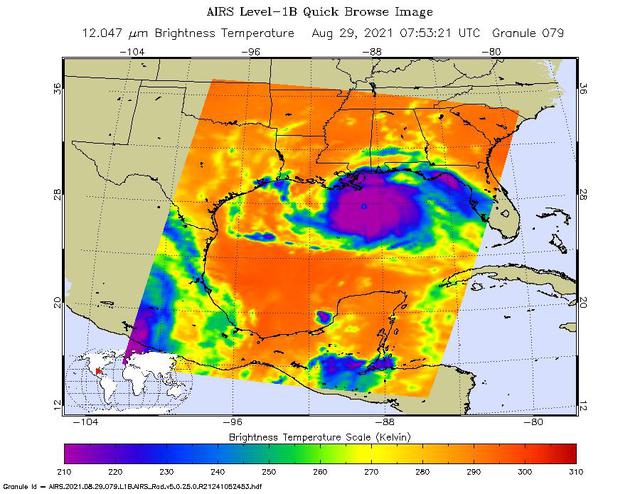 AIRS Level-1B Quick Browse Image
12.047 µm Brightness Temperature Aug 29, 2021 07:53:21 UTC Granule 079
-104 -96 -88 -80
36 36
28 28
20 20
12 12
-104 -96 -88 -80
Brightness Temperature Scale (Kelvin)
210 220 230 240 250 260 270 280 290 300 310
Granule Id = AIRS.2021.08.29.079.L1B.AIRS_Rad.v5.0.25.0.R21241052453.hdf